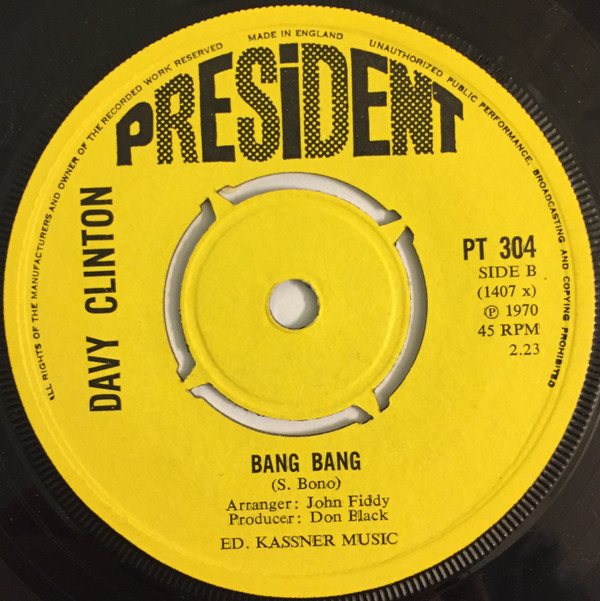 ALL RIGHTS OF THE MANUFACTURERS AND OWNER OF THE RECORDED WORK RESERVED
MADE IN ENGLAND
UNAUTHORIZED PUBLIC PERFORMANCE, BROADCASTING AND COPYING PROHIBITED
PRESiDENT
DAVY CLINTON
PT 304
SIDE B
(1407 x)
℗ 1970
45 RPM
2.23
BANG BANG
(S. Bono)
Arranger: John Fiddy
Producer: Don Black
ED. KASSNER MUSIC